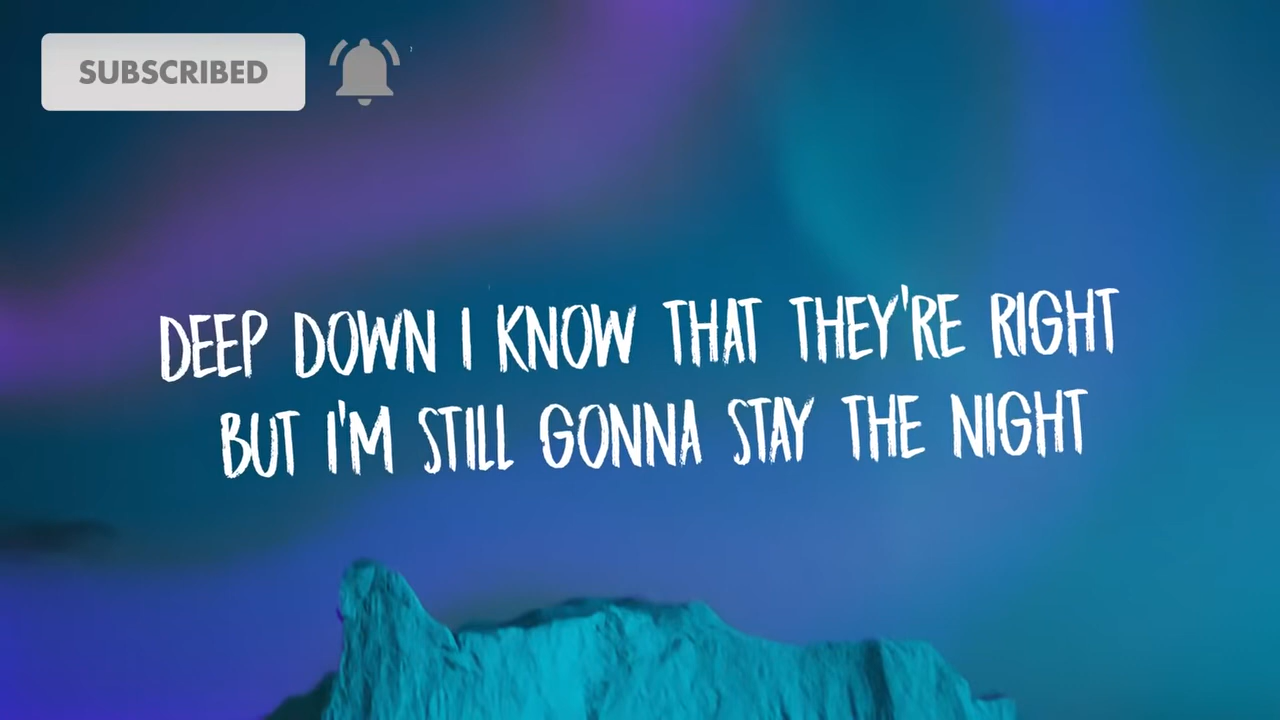 SUBSCRIBED
DEEP DOWN I KNOW THAT THEY'RE RIGHT
BUT I'M STILL GONNA STAY THE NIGHT